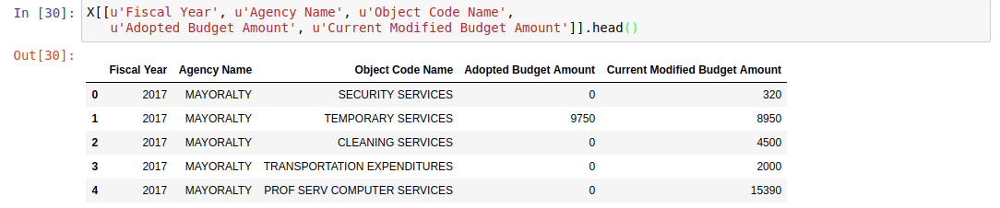 In [30]: X[[u'Fiscal Year', u'Agency Name', u'Object Code Name',
u'Adopted Budget Amount', u'Current Modified Budget Amount']].head()
Out[30]:
Fiscal Year Agency Name Object Code Name Adopted Budget Amount Current Modified Budget Amount
0 2017 MAYORALTY SECURITY SERVICES 0 320
1 2017 MAYORALTY TEMPORARY SERVICES 9750 8950
2 2017 MAYORALTY CLEANING SERVICES 0 4500
3 2017 MAYORALTY TRANSPORTATION EXPENDITURES 0 2000
4 2017 MAYORALTY PROF SERV COMPUTER SERVICES 0 15390